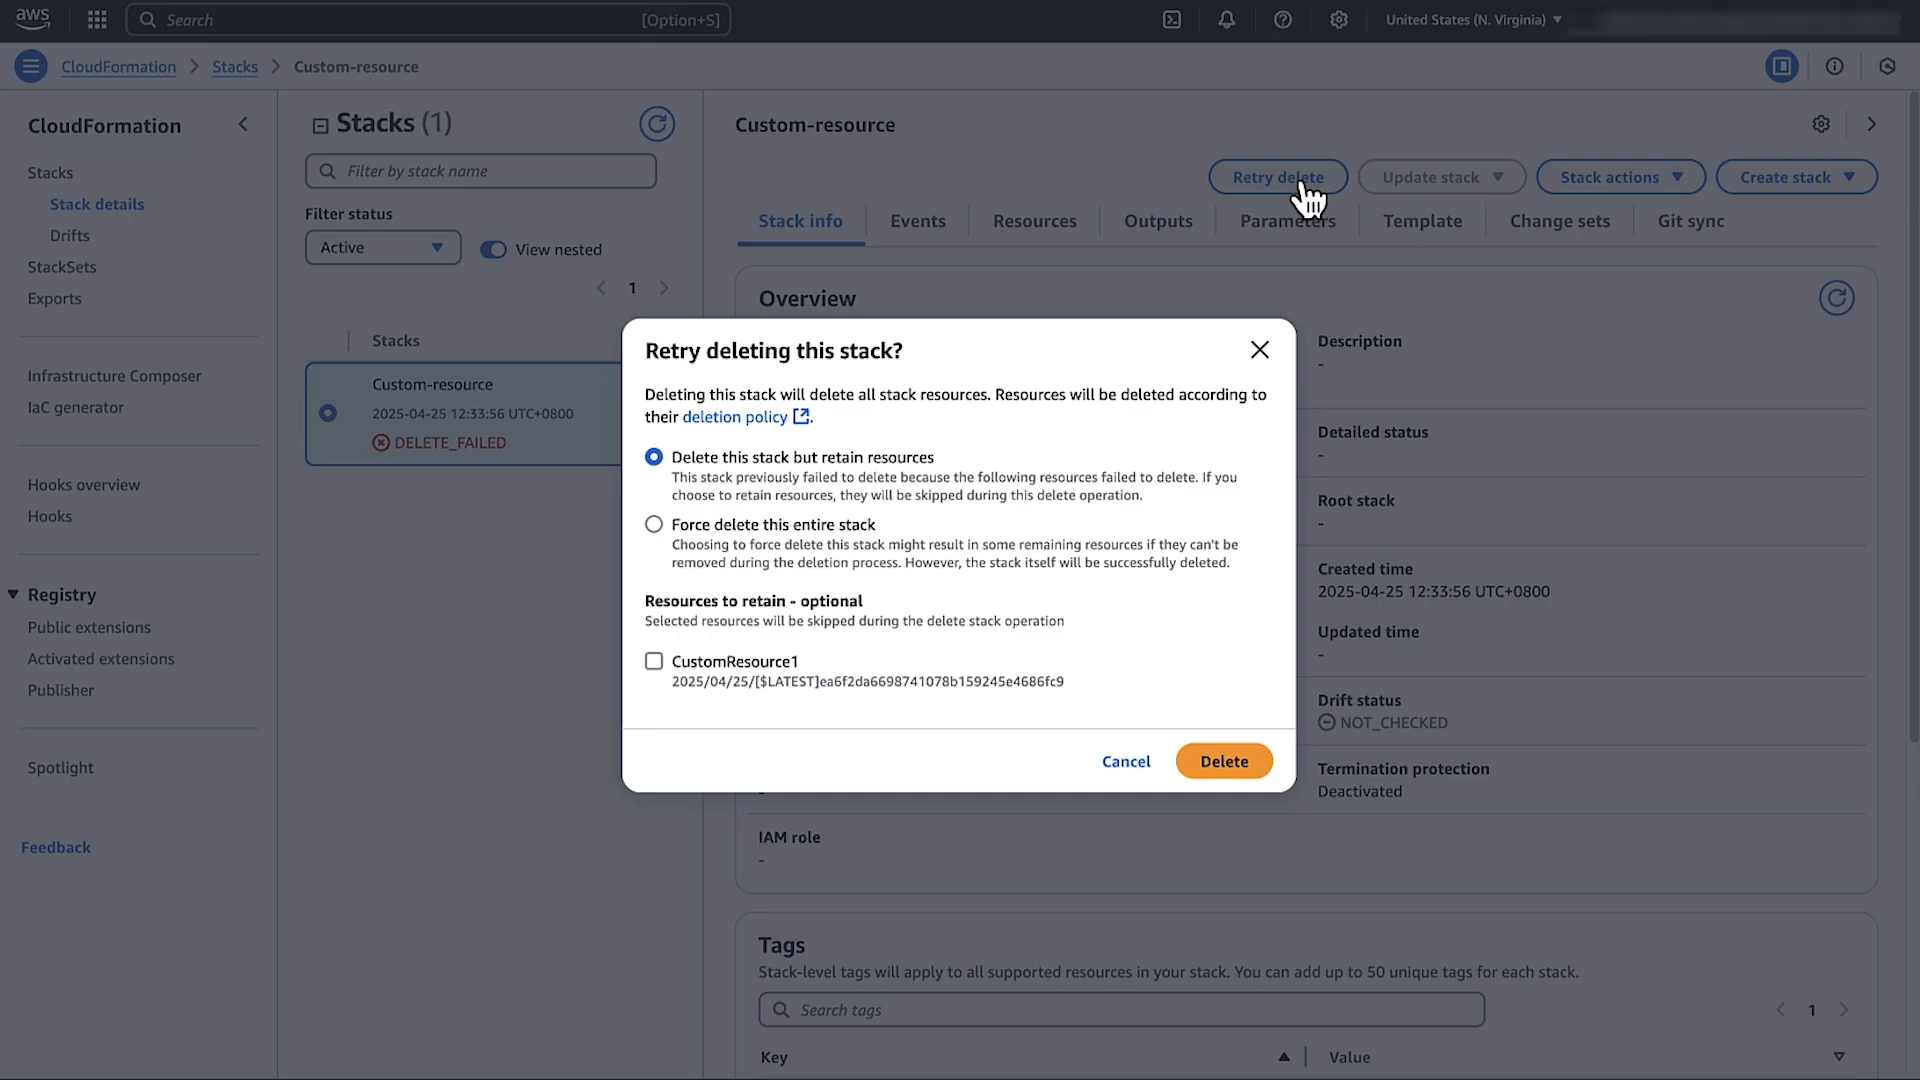 aws
Search
[Option+S]
United States (N. Virginia)
CloudFormation
Stacks
Custom-resource
CloudFormation
Stacks
Stack details
Drifts
StackSets
Exports
Infrastructure Composer
IaC generator
Hooks overview
Hooks
Registry
Public extensions
Activated extensions
Publisher
Spotlight
Feedback
Stacks (1)
Filter by stack name
Filter status
Active
View nested
1
Stacks
Custom-resource
2025-04-25 12:33:56 UTC+0800
DELETE_FAILED
Custom-resource
Retry delete
Update stack
Stack actions
Create stack
Stack info
Events
Resources
Outputs
Parameters
Template
Change sets
Git sync
Overview
Description
-
Detailed status
-
Root stack
-
Created time
2025-04-25 12:33:56 UTC+0800
Updated time
-
Drift status
NOT_CHECKED
Termination protection
Deactivated
IAM role
-
Retry deleting this stack?
Deleting this stack will delete all stack resources. Resources will be deleted according to
their deletion policy.
Delete this stack but retain resources
This stack previously failed to delete because the following resources failed to delete. If you
choose to retain resources, they will be skipped during this delete operation.
Force delete this entire stack
Choosing to force delete this stack might result in some remaining resources if they can't be
removed during the deletion process. However, the stack itself will be successfully deleted.
Resources to retain - optional
Selected resources will be skipped during the delete stack operation
CustomResource1
2025/04/25/[$LATEST]ea6f2da6698741078b159245e4686fc9
Cancel
Delete
Tags
Stack-level tags will apply to all supported resources in your stack. You can add up to 50 unique tags for each stack.
Search tags
1
Key
Value